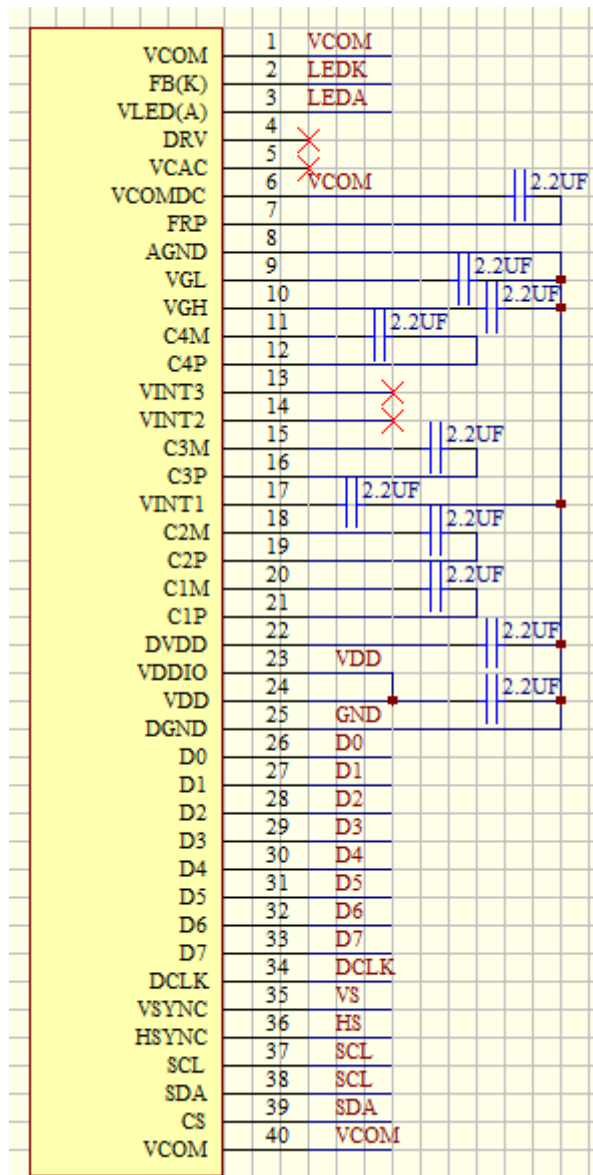 VCOM 1 VCOM
FB(K) 2 LEDK
VLED(A) 3 LEDA
DRV 4
VCAC 5
VCOMDC 6 VCOM 2.2UF
FRP 7
AGND 8
VGL 9 2.2UF
VGH 10 2.2UF
C4M 11 2.2UF
C4P 12
VINT3 13
VINT2 14
C3M 15 2.2UF
C3P 16
VINT1 17 2.2UF
C2M 18 2.2UF
C2P 19
C1M 20 2.2UF
C1P 21
DVDD 22 2.2UF
VDDIO 23 VDD
VDD 24 2.2UF
DGND 25 GND
D0 26 D0
D1 27 D1
D2 28 D2
D3 29 D3
D4 30 D4
D5 31 D5
D6 32 D6
D7 33 D7
DCLK 34 DCLK
VSYNC 35 VS
HSYNC 36 HS
SCL 37 SCL
SDA 38 SCL
CS 39 SDA
VCOM 40 VCOM